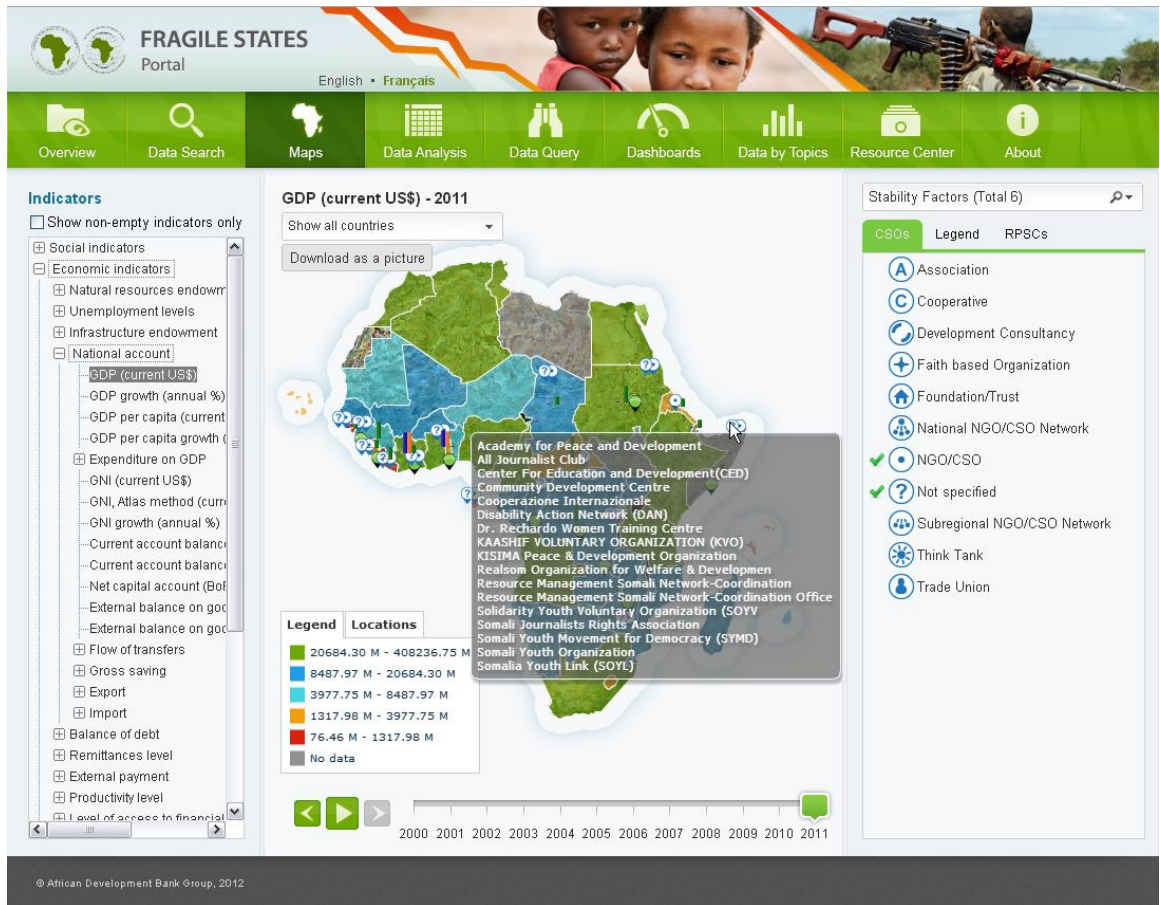 FRAGILE STATES
Portal
English • Français
Overview
Data Search
Maps
Data Analysis
Data Query
Dashboards
Data by Topics
Resource Center
About
Indicators
Show non-empty indicators only
Social indicators
Economic indicators
Natural resources endowm
Unemployment levels
Infrastructure endowment
National account
GDP (current US$)
GDP growth (annual %)
GDP per capita (current
GDP per capita growth (
Expenditure on GDP
GNI (current US$)
GNI, Atlas method (curre
GNI growth (annual %)
Current account balance
Current account balance
Net capital account (BoP
External balance on goo
External balance on goo
Flow of transfers
Gross saving
Export
Import
Balance of debt
Remittances level
External payment
Productivity level
Level of access to financial
GDP (current US$) - 2011
Show all countries
Download as a picture
Academy for Peace and Development
All Journalist Club
Center For Education and Development(CED)
Community Development Centre
Cooperazione Internazionale
Disability Action Network (DAN)
Dr. Rechardo Women Training Centre
KAASHIF VOLUNTARY ORGANIZATION (KVO)
KISIMA Peace & Development Organization
Realsom Organization for Welfare & Developmen
Resource Management Somali Network-Coordination
Resource Management Somali Network-Coordination Office
Solidarity Youth Voluntary Organization (SOYV
Somali Journalists Rights Association
Somali Youth Movement for Democracy (SYMD)
Somali Youth Organization
Somalia Youth Link (SOYL)
Legend
Locations
20684.30 M - 408236.75 M
8487.97 M - 20684.30 M
3977.75 M - 8487.97 M
1317.98 M - 3977.75 M
76.46 M - 1317.98 M
No data
2000 2001 2002 2003 2004 2005 2006 2007 2008 2009 2010 2011
Stability Factors (Total 6)
CSOs Legend RPSCs
A Association
C Cooperative
Development Consultancy
Faith based Organization
Foundation/Trust
National NGO/CSO Network
NGO/CSO
? Not specified
Subregional NGO/CSO Network
Think Tank
Trade Union
© African Development Bank Group, 2012